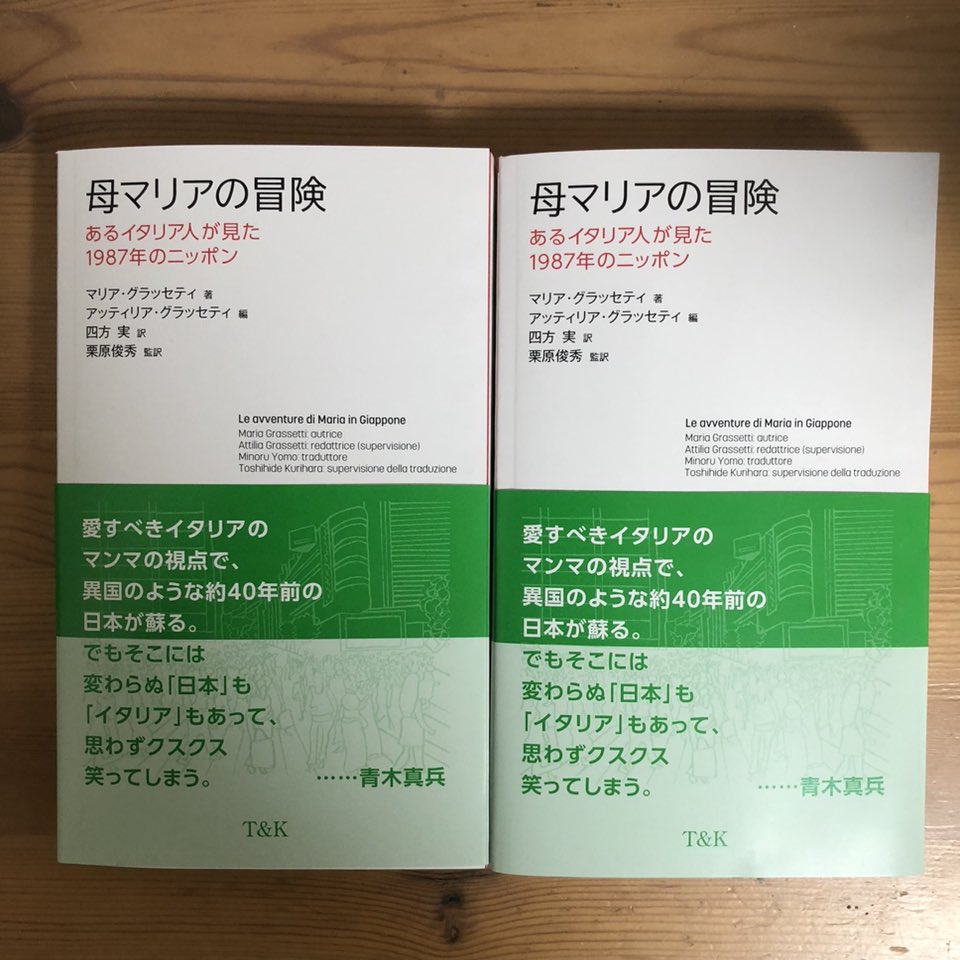 母マリアの冒険
あるイタリア人が見た
1987年のニッポン
マリア・グラッセティ 著
アッティリア・グラッセティ 編
四方 実 訳
栗原俊秀 監訳
Le avventure di Maria in Giappone
Maria Grassetti: autrice
Attilia Grassetti: redattrice (supervisione)
Minoru Yomo: traduttore
Toshihide Kurihara: supervisione della traduzione
愛すべきイタリアの
マンマの視点で、
異国のような約40年前の
日本が蘇る。
でもそこには
変わらぬ「日本」も
「イタリア」もあって、
思わずクスクス
笑ってしまう。 ……青木真兵
T&K
母マリアの冒険
あるイタリア人が見た
1987年のニッポン
マリア・グラッセティ 著
アッティリア・グラッセティ 編
四方 実 訳
栗原俊秀 監訳
Le avventure di Maria in Giappone
Maria Grassetti: autrice
Attilia Grassetti: redattrice (supervisione)
Minoru Yomo: traduttore
Toshihide Kurihara: supervisione della traduzione
愛すべきイタリアの
マンマの視点で、
異国のような約40年前の
日本が蘇る。
でもそこには
変わらぬ「日本」も
「イタリア」もあって、
思わずクスクス
笑ってしまう。 ……青木真兵
T&K